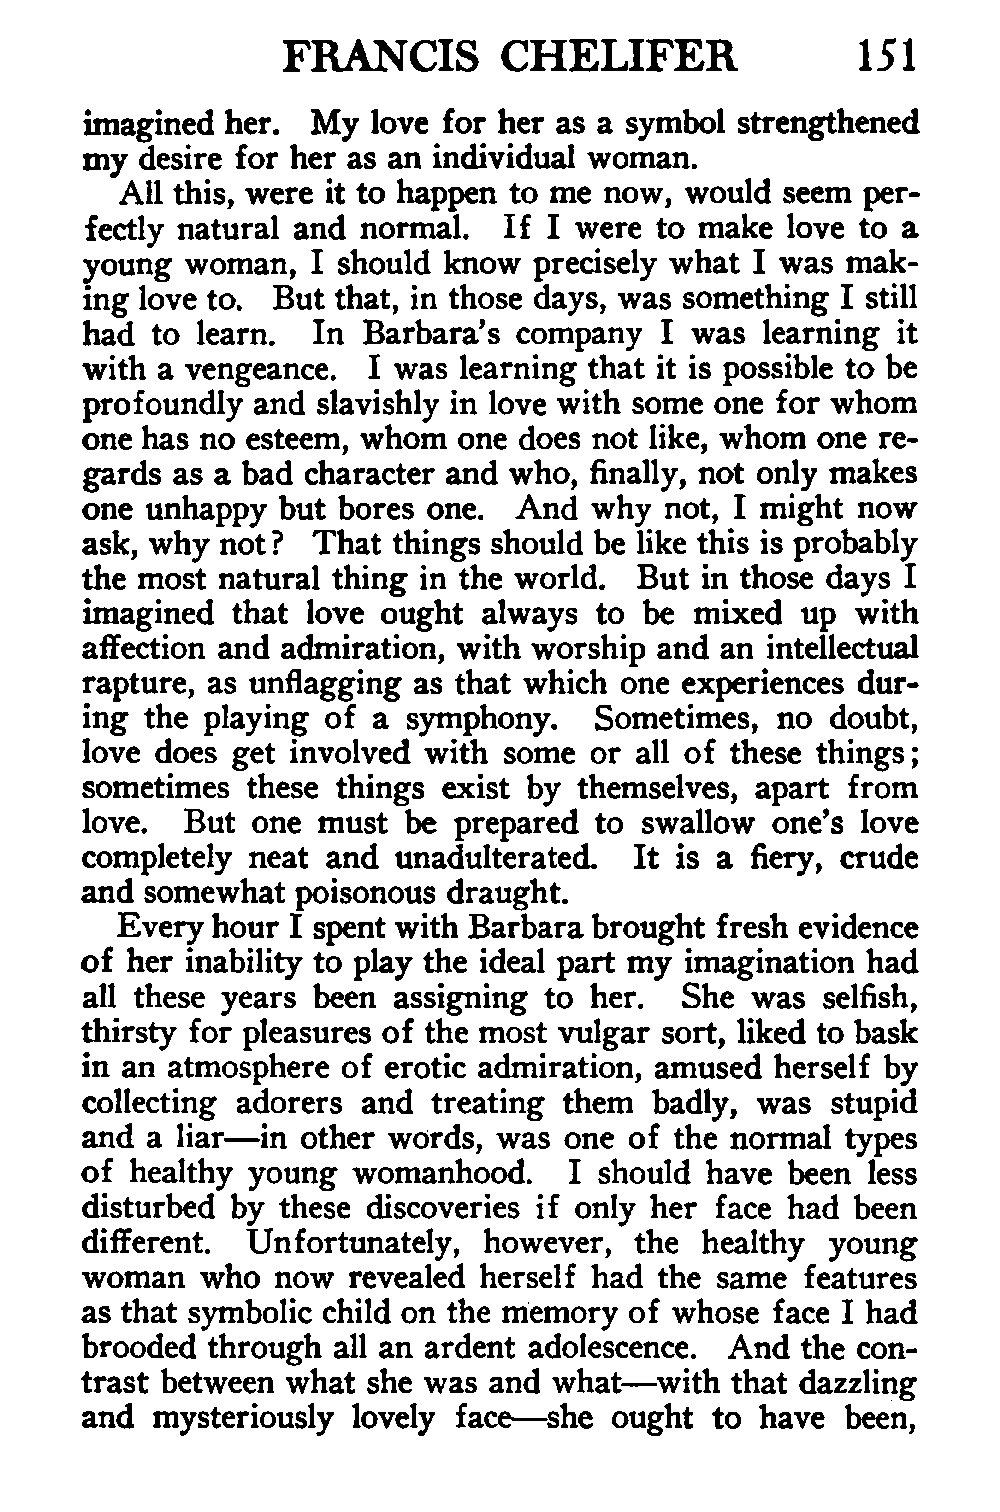 FRANCIS CHELIFER 151
imagined her. My love for her as a symbol strengthened
my desire for her as an individual woman.
All this, were it to happen to me now, would seem per-
fectly natural and normal. If I were to make love to a
young woman, I should know precisely what I was mak-
ing love to. But that, in those days, was something I still
had to learn. In Barbara's company I was learning it
with a vengeance. I was learning that it is possible to be
profoundly and slavishly in love with some one for whom
one has no esteem, whom one does not like, whom one re-
gards as a bad character and who, finally, not only makes
one unhappy but bores one. And why not, I might now
ask, why not? That things should be like this is probably
the most natural thing in the world. But in those days I
imagined that love ought always to be mixed up with
affection and admiration, with worship and an intellectual
rapture, as unflagging as that which one experiences dur-
ing the playing of a symphony. Sometimes, no doubt,
love does get involved with some or all of these things;
sometimes these things exist by themselves, apart from
love. But one must be prepared to swallow one's love
completely neat and unadulterated. It is a fiery, crude
and somewhat poisonous draught.
Every hour I spent with Barbara brought fresh evidence
of her inability to play the ideal part my imagination had
all these years been assigning to her. She was selfish,
thirsty for pleasures of the most vulgar sort, liked to bask
in an atmosphere of erotic admiration, amused herself by
collecting adorers and treating them badly, was stupid
and a liar—in other words, was one of the normal types
of healthy young womanhood. I should have been less
disturbed by these discoveries if only her face had been
different. Unfortunately, however, the healthy young
woman who now revealed herself had the same features
as that symbolic child on the memory of whose face I had
brooded through all an ardent adolescence. And the con-
trast between what she was and what—with that dazzling
and mysteriously lovely face—she ought to have been,